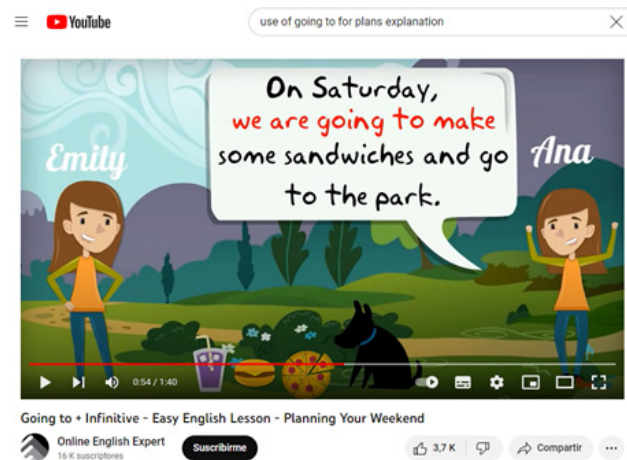 YouTube
use of going to for plans explanation
On Saturday,
we are going to make
some sandwiches and go
to the park.
Emily
Ana
0:54 / 1:40
Going to + Infinitive - Easy English Lesson - Planning Your Weekend
Online English Expert
16 K suscriptores
Suscribirme
3,7 K
Compartir